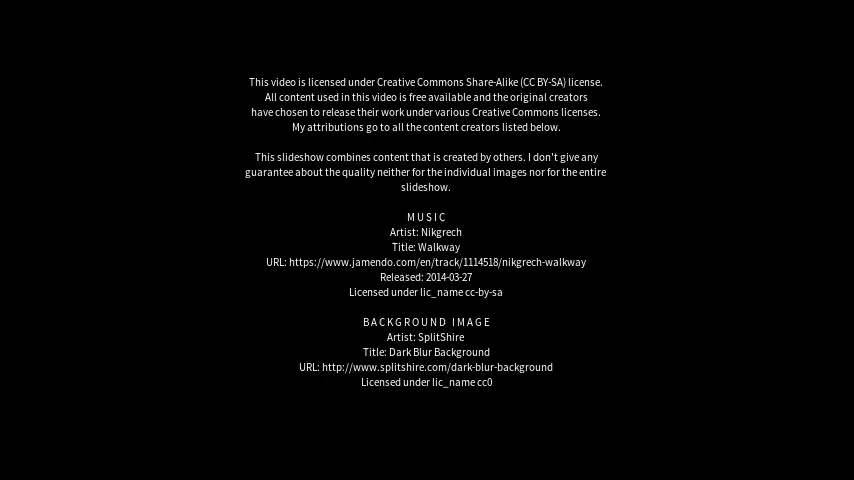 This video is licensed under Creative Commons Share-Alike (CC BY-SA) license.
All content used in this video is free available and the original creators
have chosen to release their work under various Creative Commons licenses.
My attributions go to all the content creators listed below.
This slideshow combines content that is created by others. I don't give any
guarantee about the quality neither for the individual images nor for the entire
slideshow.
MUSIC
Artist: Nikgrech
Title: Walkway
URL: https://www.jamendo.com/en/track/1114518/nikgrech-walkway
Released: 2014-03-27
Licensed under lic_name cc-by-sa
BACKGROUND IMAGE
Artist: SplitShire
Title: Dark Blur Background
URL: http://www.splitshire.com/dark-blur-background
Licensed under lic_name cc0